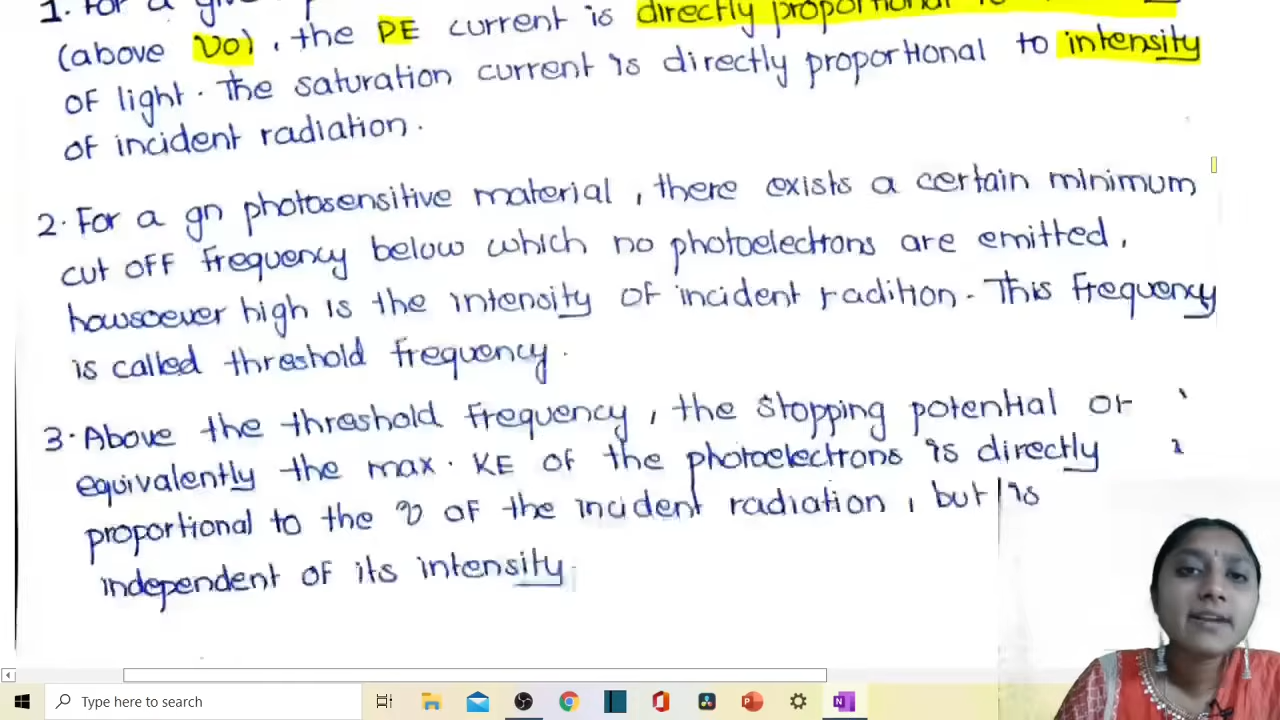 1. For a
(above ν0), the PE current is directly proportional
of light. The saturation current is directly proportional to intensity
of incident radiation.
2. For a gn photosensitive material, there exists a certain minimum
cut off frequency below which no photoelectrons are emitted,
howsoever high is the intensity of incident radition. This frequency
is called threshold frequency.
3. Above the threshold frequency, the stopping potential or
equivalently the max. KE of the photoelectrons is directly
proportional to the ν of the incident radiation, but is
independent of its intensity.
Type here to search